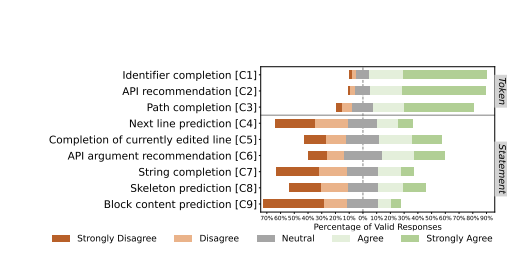 Identifier completion [C1]
API recommendation [C2]
Path completion [C3]
Next line prediction [C4]
Completion of currently edited line [C5]
API argument recommendation [C6]
String completion [C7]
Skeleton prediction [C8]
Block content prediction [C9]
Token
Statement
70%60%50%40%30%20%10% 0% 10%20%30%40%50%60%70%80%90%
Percentage of Valid Responses
Strongly Disagree Disagree Neutral Agree Strongly Agree